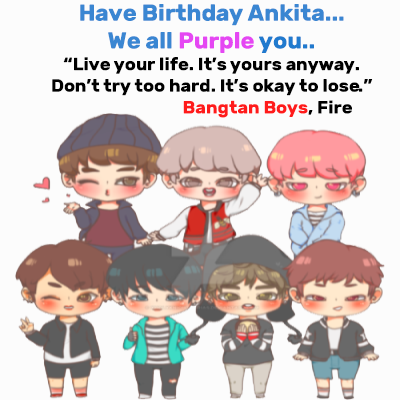 Have Birthday Ankita...
We all Purple you..
“Live your life. It’s yours anyway.
Don’t try too hard. It’s okay to lose.”
Bangtan Boys, Fire